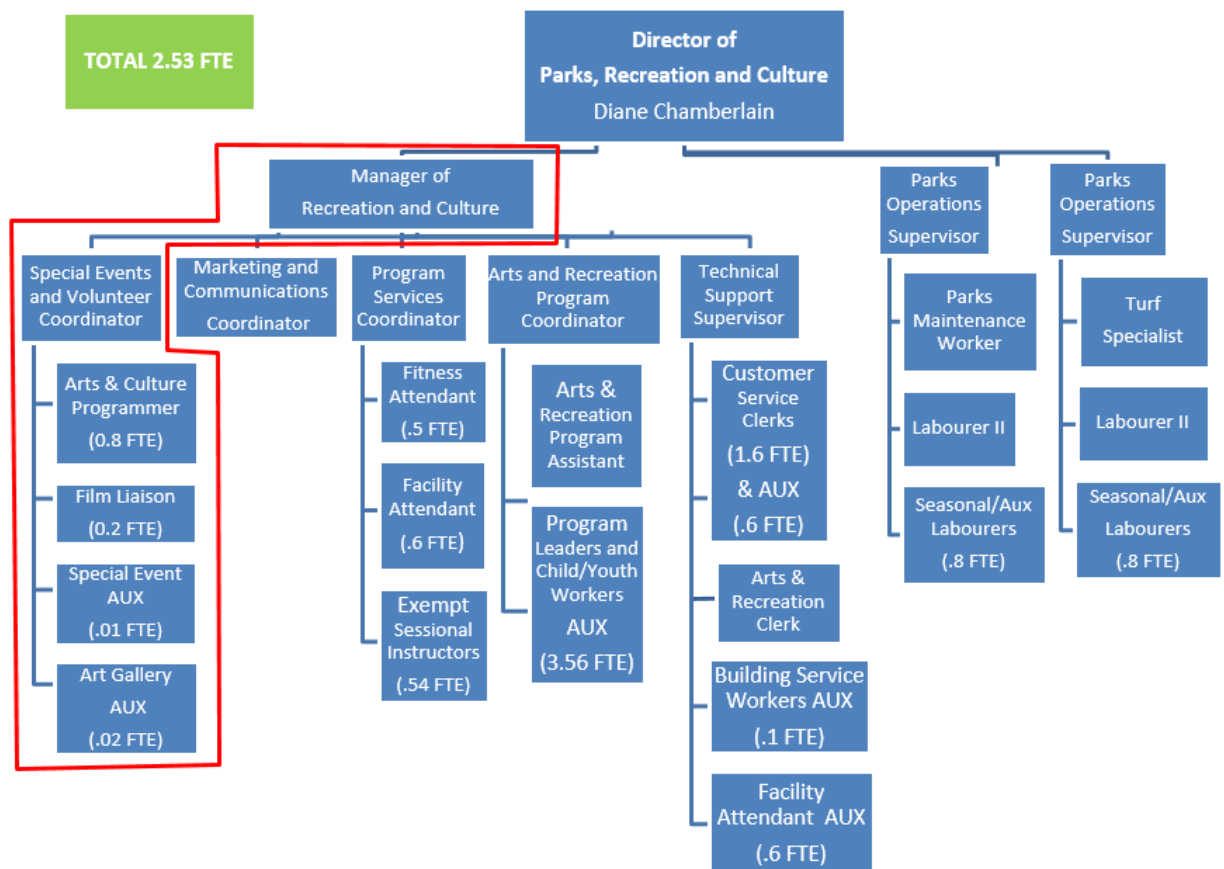 TOTAL 2.53 FTE
Director of
Parks, Recreation and Culture
Diane Chamberlain
Manager of
Recreation and Culture
Parks
Operations
Supervisor
Parks
Operations
Supervisor
Special Events
and Volunteer
Coordinator
Marketing and
Communications
Coordinator
Program
Services
Coordinator
Arts and Recreation
Program
Coordinator
Technical
Support
Supervisor
Arts & Culture
Programmer
(0.8 FTE)
Film Liaison
(0.2 FTE)
Special Event
AUX
(.01 FTE)
Art Gallery
AUX
(.02 FTE)
Fitness
Attendant
(.5 FTE)
Facility
Attendant
(.6 FTE)
Exempt
Sessional
Instructors
(.54 FTE)
Arts &
Recreation
Program
Assistant
Program
Leaders and
Child/Youth
Workers
AUX
(3.56 FTE)
Customer
Service
Clerks
(1.6 FTE)
& AUX
(.6 FTE)
Arts &
Recreation
Clerk
Building Service
Workers AUX
(.1 FTE)
Facility
Attendant AUX
(.6 FTE)
Parks
Maintenance
Worker
Labourer II
Seasonal/Aux
Labourers
(.8 FTE)
Turf
Specialist
Labourer II
Seasonal/Aux
Labourers
(.8 FTE)